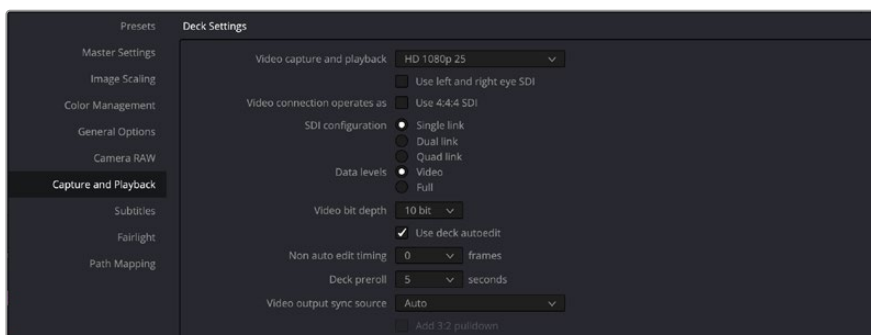 Presets
Master Settings
Image Scaling
Color Management
General Options
Camera RAW
Capture and Playback
Subtitles
Fairlight
Path Mapping
Deck Settings
Video capture and playback HD 1080p 25
Use left and right eye SDI
Video connection operates as Use 4:4:4 SDI
SDI configuration Single link
Dual link
Quad link
Data levels Video
Full
Video bit depth 10 bit
Use deck autoedit
Non auto edit timing 0 frames
Deck preroll 5 seconds
Video output sync source Auto
Add 3:2 pulldown